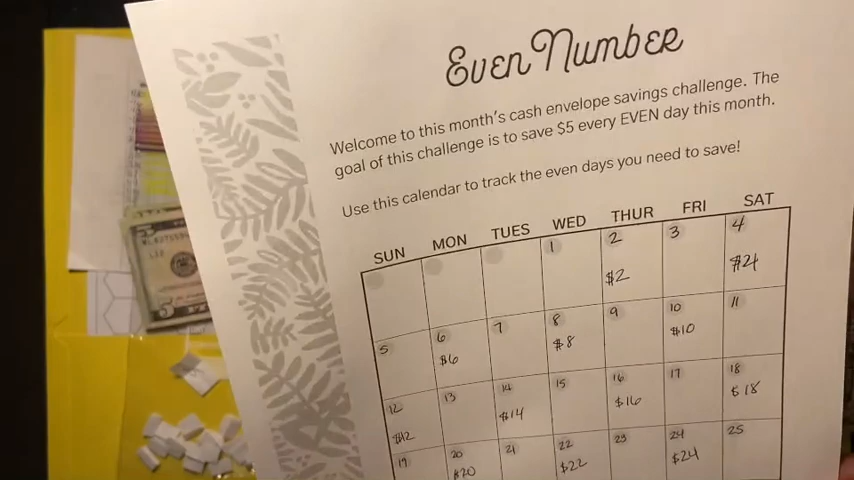 Even Number
Welcome to this month's cash envelope savings challenge. The
goal of this challenge is to save $5 every EVEN day this month.
Use this calendar to track the even days you need to save!
SUN MON TUES WED THUR FRI SAT
1 2 3 4
$2 $4
5 6 7 8 9 10 11
$6 $8 $10
12 13 14 15 16 17 18
$12 $14 $16 $18
19 20 21 22 23 24 25
$20 $22 $24
5